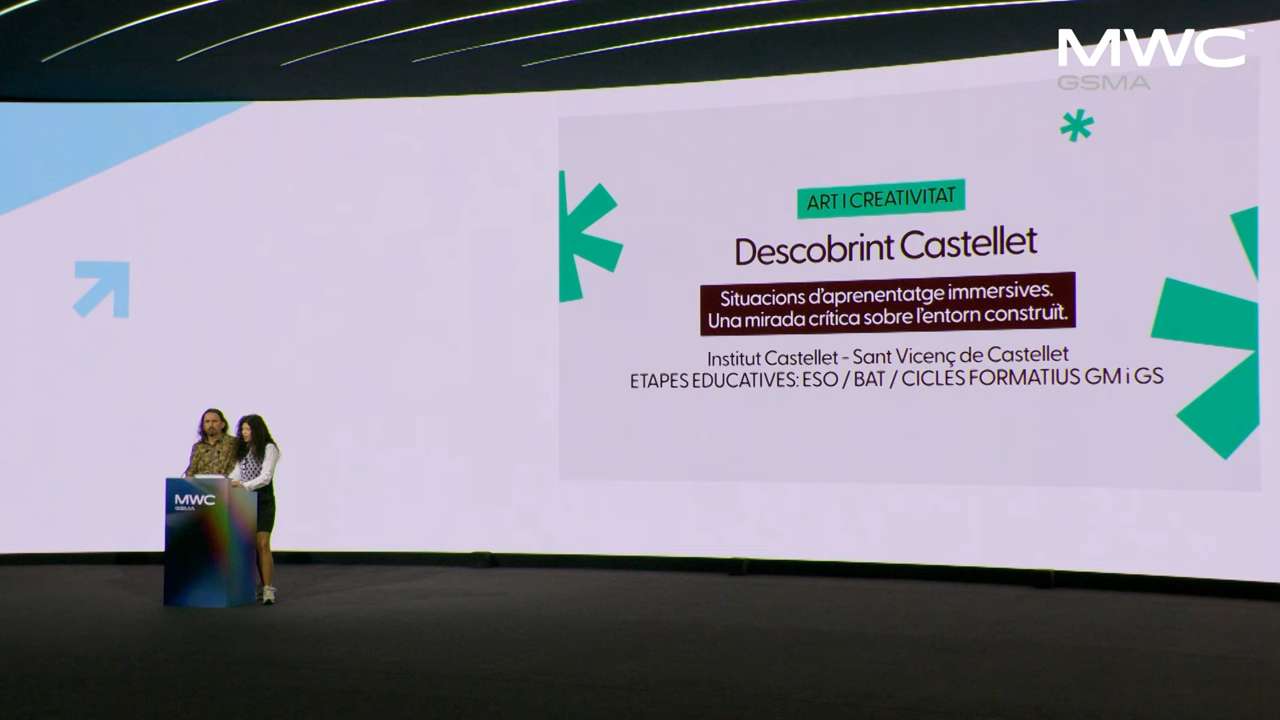 MWC
GSMA
ART I CREATIVITAT
Descobrint Castellet
Situacions d'aprenentatge immersives.
Una mirada crítica sobre l'entorn construït.
Institut Castellet - Sant Vicenç de Castellet
ETAPES EDUCATIVES: ESO / BAT / CICLES FORMATIUS GM i GS
MWC
GSMA